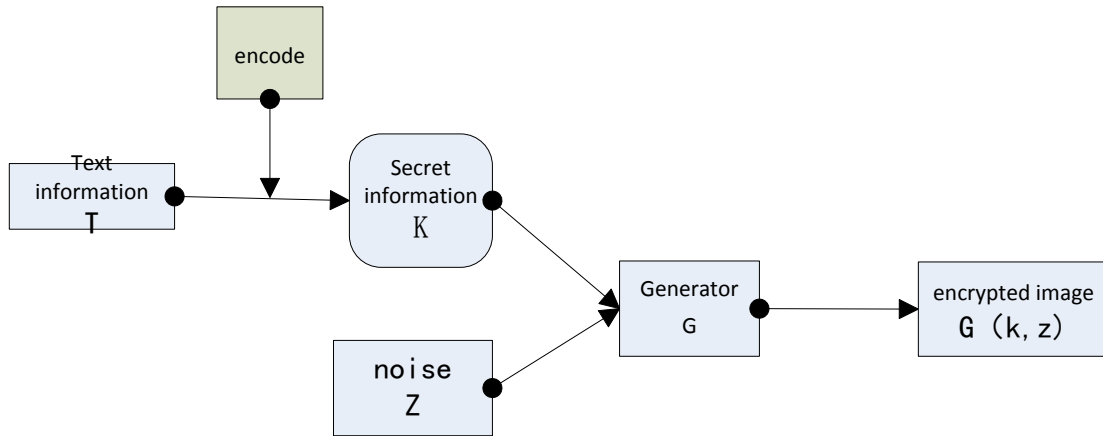 encode
Text
information
T
Secret
information
K
Generator
G
encrypted image
G (k, z)
noise
Z